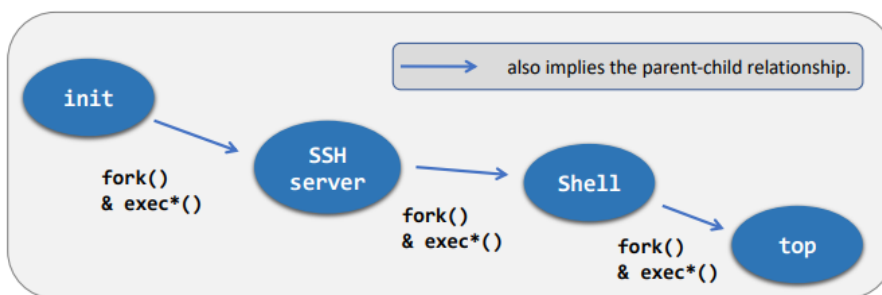 also implies the parent-child relationship.
init
SSH
server
Shell
top
fork()
& exec*()
fork()
& exec*()
fork()
& exec*()